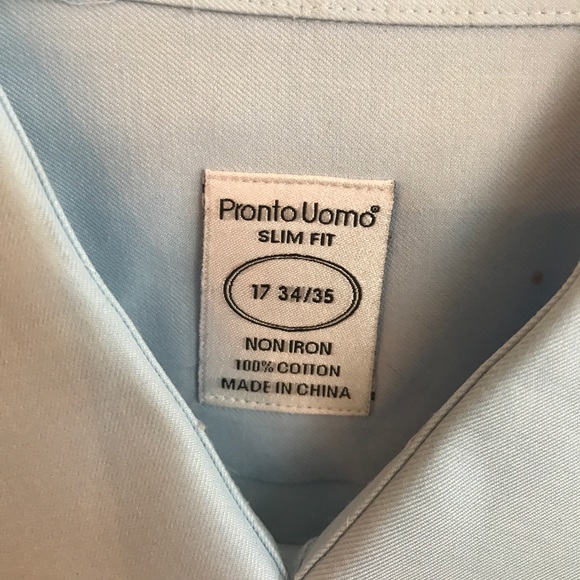 Pronto Uomo®
SLIM FIT
17 34/35
NON IRON
100% COTTON
MADE IN CHINA